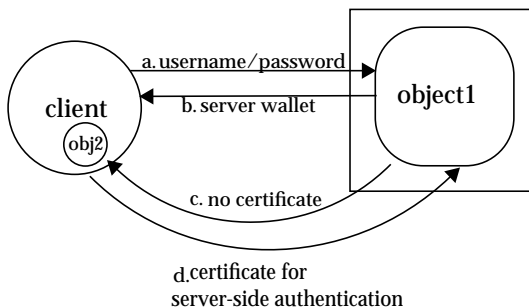 a. username/password
b. server wallet
client
obj2
object1
c. no certificate
d. certificate for
server-side authentication